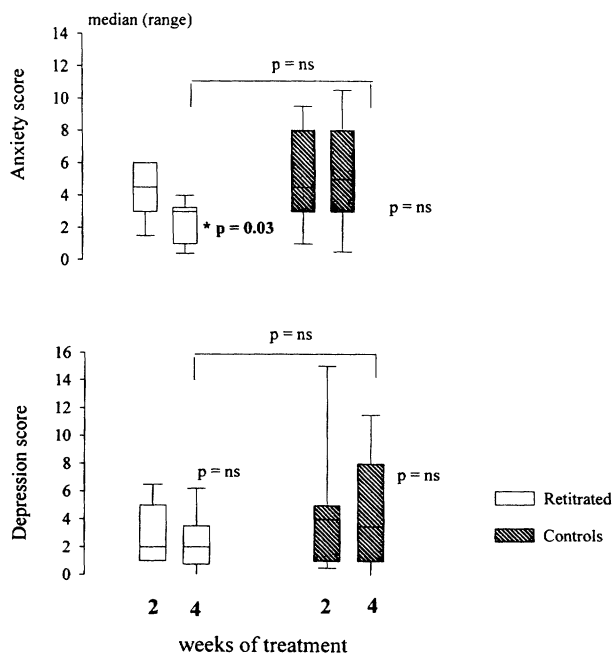 median (range)
Anxiety score
14
12
10
8
6
4
2
0
p = ns
* p = 0.03
p = ns
Depression score
16
14
12
10
8
6
4
2
0
p = ns
p = ns
p = ns
Retitrated
Controls
2 4 2 4
weeks of treatment